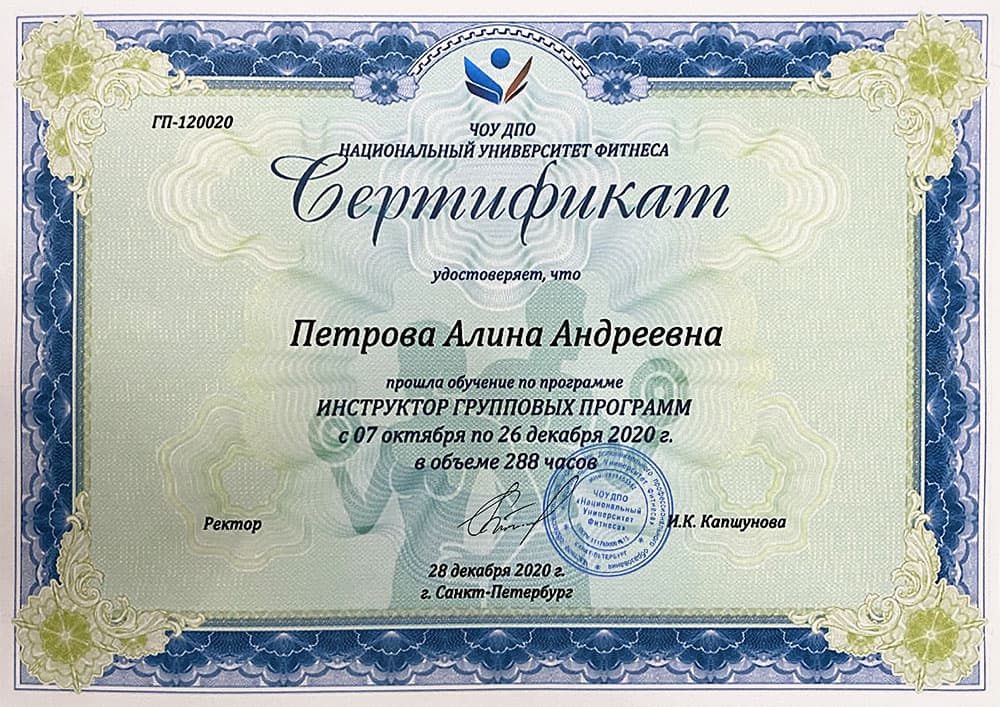 ГП-120020
ЧОУ ДПО
НАЦИОНАЛЬНЫЙ УНИВЕРСИТЕТ ФИТНЕСА
Сертификат
удостоверяет, что
Петрова Алина Андреевна
прошла обучение по программе
ИНСТРУКТОР ГРУППОВЫХ ПРОГРАММ
с 07 октября по 26 декабря 2020 г.
в объеме 288 часов
Ректор
И.К. Капшунова
ЧОУ ДПО
«Национальный
Университет
Фитнеса»
САНКТ-ПЕТЕРБУРГ
28 декабря 2020 г.
г. Санкт-Петербург